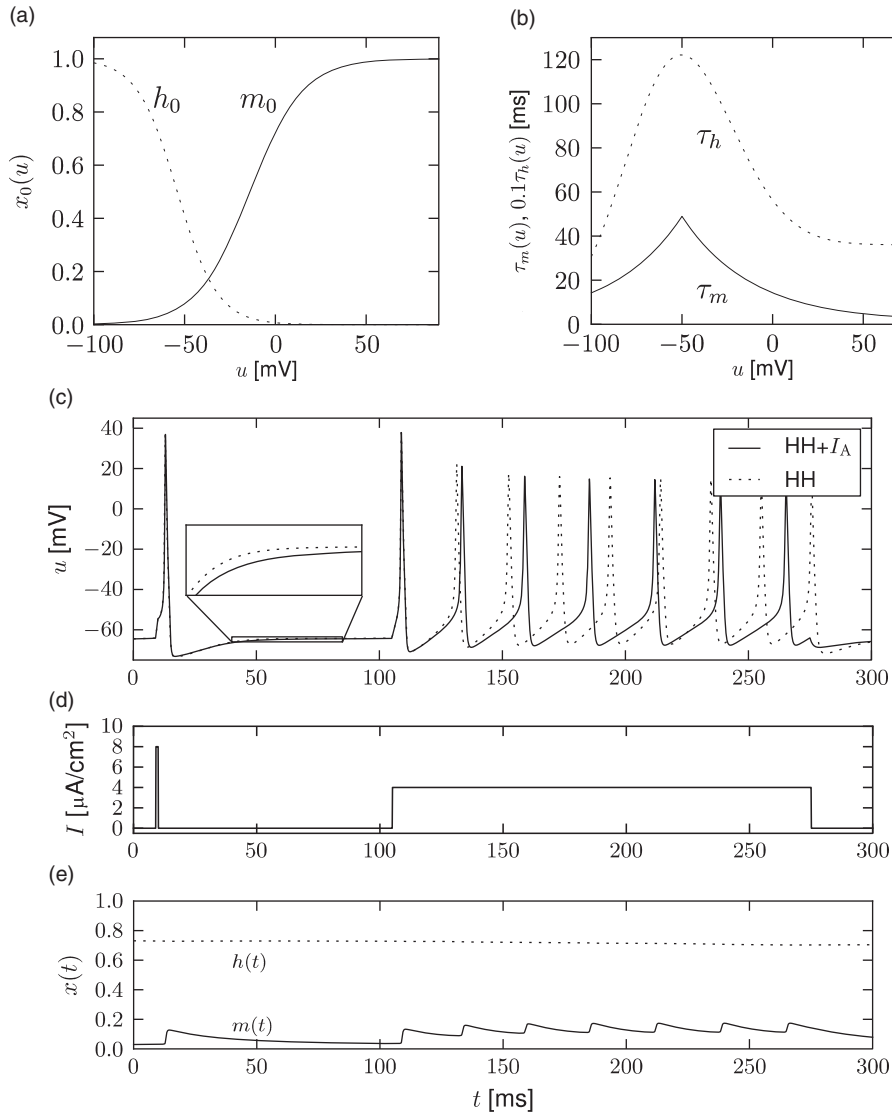 (a)
1.0
0.8
0.6
0.4
0.2
0.0
x₀(u)
h₀
m₀
−100
−50
0
50
u [mV]
(b)
120
100
80
60
40
20
0
τₘ(u), 0.1τₕ(u) [ms]
τₕ
τₘ
−100
−50
0
50
u [mV]
(c)
40
20
0
−20
−40
−60
u [mV]
HH+I_A
HH
0
50
100
150
200
250
300
(d)
10
8
6
4
2
0
I [μA/cm²]
0
50
100
150
200
250
300
(e)
1.0
0.8
0.6
0.4
0.2
0.0
x(t)
h(t)
m(t)
0
50
100
150
200
250
300
t [ms]